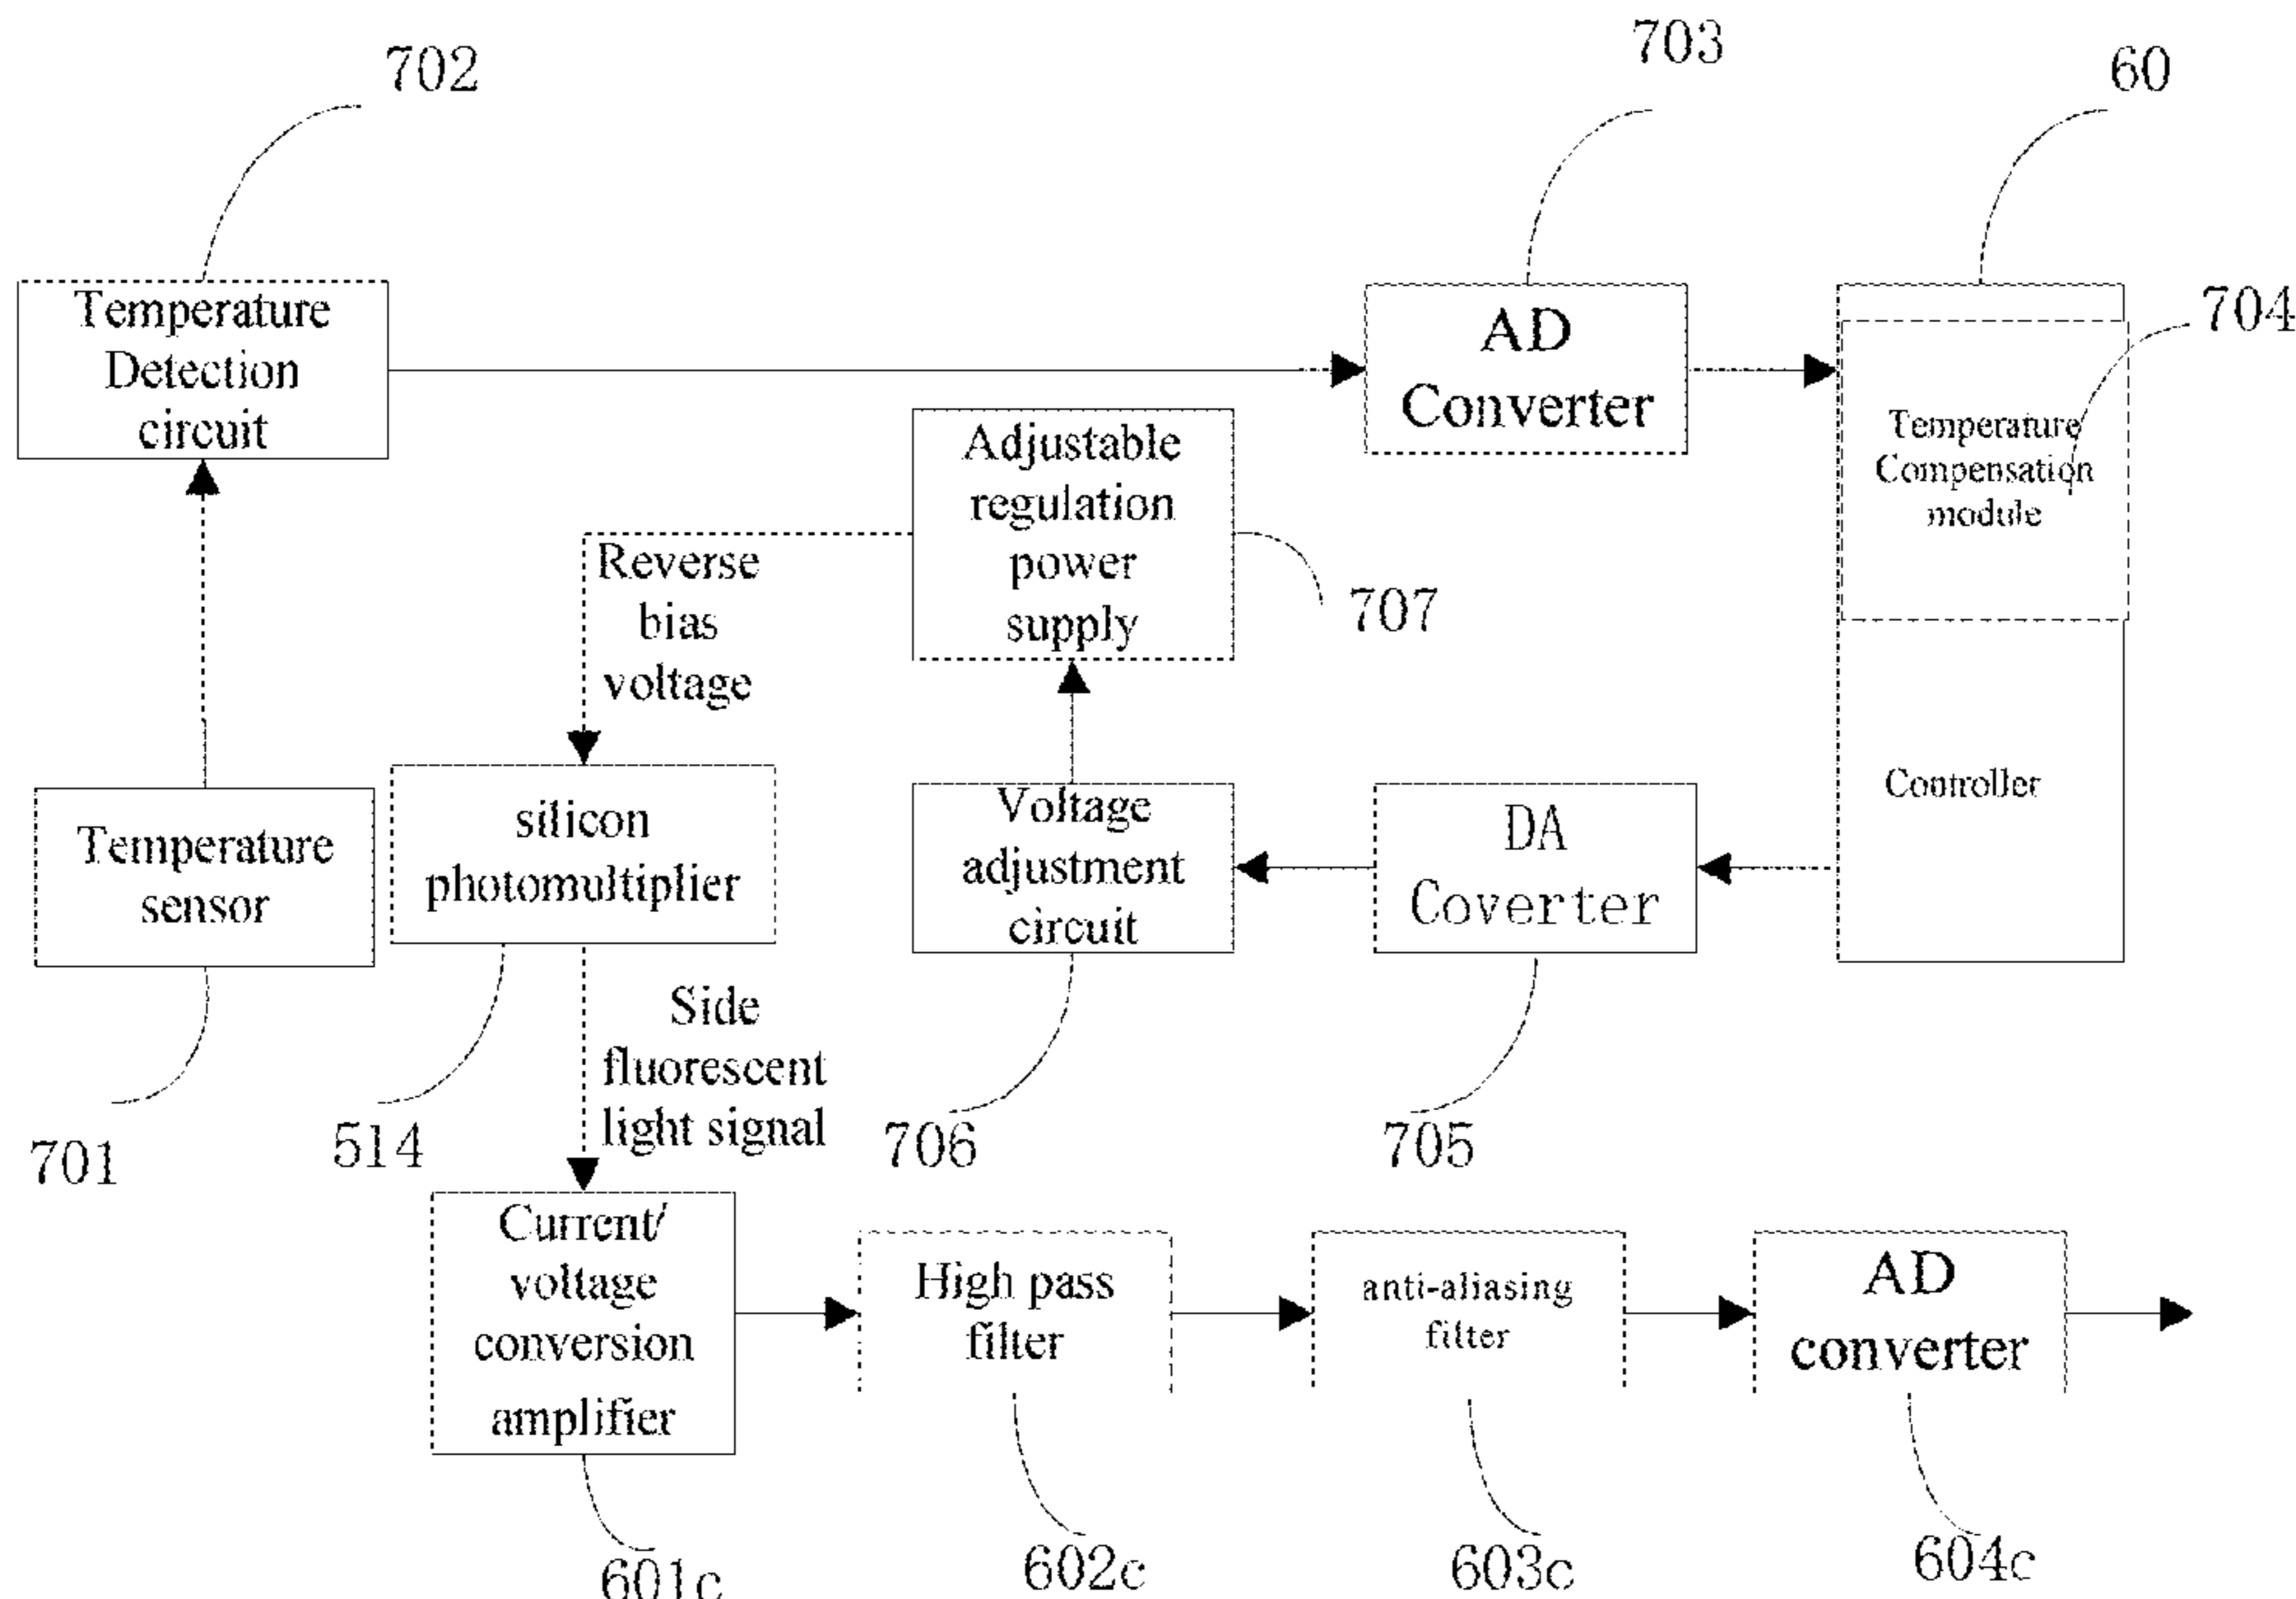 702
703
60
704
Temperature
Detection
circuit
AD
Converter
Temperature
Compensation
module
Controller
Adjustable
regulation
power
supply
707
Reverse
bias
voltage
Temperature
sensor
silicon
photomultiplier
Voltage
adjustment
circuit
DA
Coverter
701
514
Side
fluorescent
light signal
706
705
Current/
voltage
conversion
amplifier
High pass
filter
anti-aliasing
filter
AD
converter
601c
602c
603c
604c